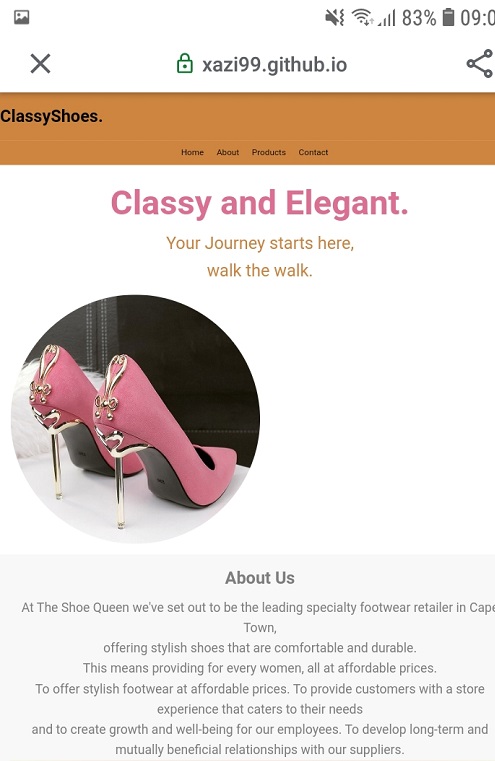 83% 09:0
xazi99.github.io
ClassyShoes.
Home About Products Contact
Classy and Elegant.
Your Journey starts here,
walk the walk.
About Us
At The Shoe Queen we've set out to be the leading specialty footwear retailer in Cape
Town,
offering stylish shoes that are comfortable and durable.
This means providing for every women, all at affordable prices.
To offer stylish footwear at affordable prices. To provide customers with a store
experience that caters to their needs
and to create growth and well-being for our employees. To develop long-term and
mutually beneficial relationships with our suppliers.